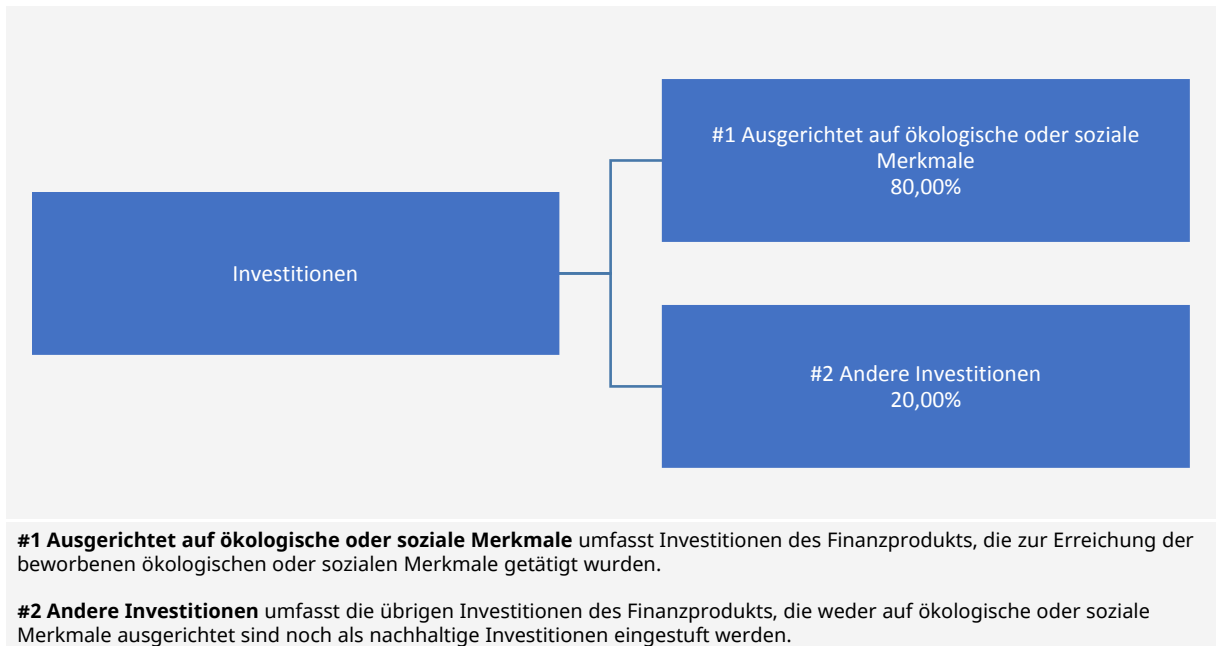 #1 Ausgerichtet auf ökologische oder soziale
Merkmale
80,00%
Investitionen
#2 Andere Investitionen
20,00%
#1 Ausgerichtet auf ökologische oder soziale Merkmale umfasst Investitionen des Finanzprodukts, die zur Erreichung der
beworbenen ökologischen oder sozialen Merkmale getätigt wurden.
#2 Andere Investitionen umfasst die übrigen Investitionen des Finanzprodukts, die weder auf ökologische oder soziale
Merkmale ausgerichtet sind noch als nachhaltige Investitionen eingestuft werden.